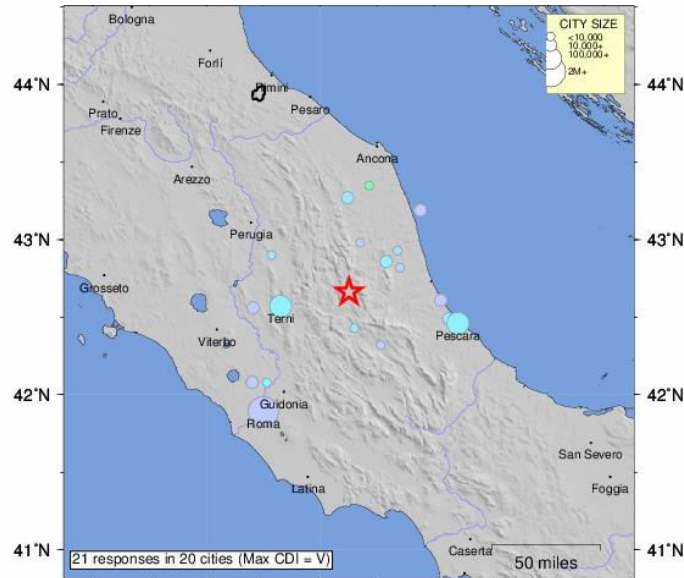 Bologna
CITY SIZE
<10,000
10,000+
100,000+
2M+
Forlí
44°N
44°N
Rimini
Pesaro
Prato
Firenze
Ancona
Arezzo
Perugia
43°N
43°N
Grosseto
Terni
Viterbo
Pescara
42°N
42°N
Guidonia
Roma
San Severo
Latina
Foggia
41°N
21 responses in 20 cities (Max CDI = V)
Caserta
50 miles
41°N